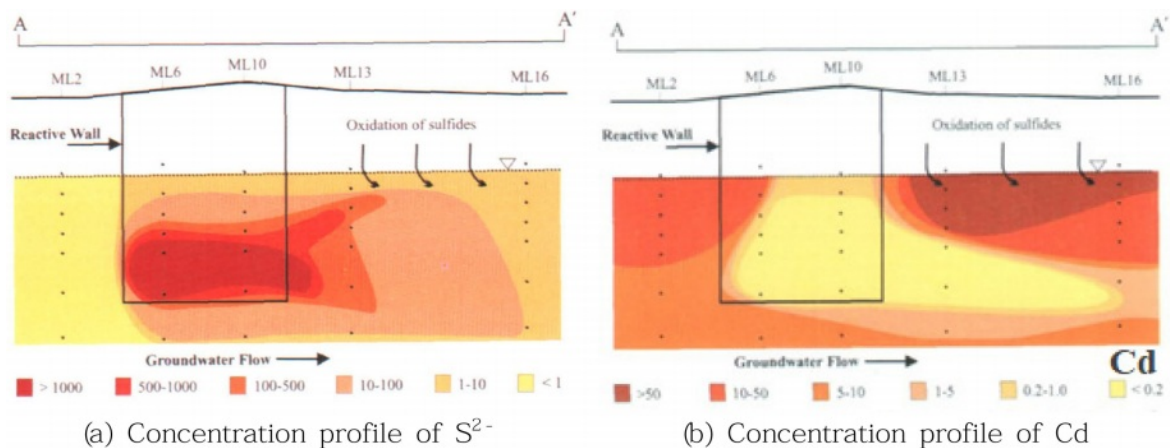 A A′
ML2 ML6 ML10 ML13 ML16
Reactive Wall
Oxidation of sulfides
Groundwater Flow
> 1000 500-1000 100-500 10-100 1-10 < 1
(a) Concentration profile of S²⁻
A A′
ML2 ML6 ML10 ML13 ML16
Reactive Wall
Oxidation of sulfides
Groundwater Flow
Cd
>50 10-50 5-10 1-5 0.2-1.0 < 0.2
(b) Concentration profile of Cd